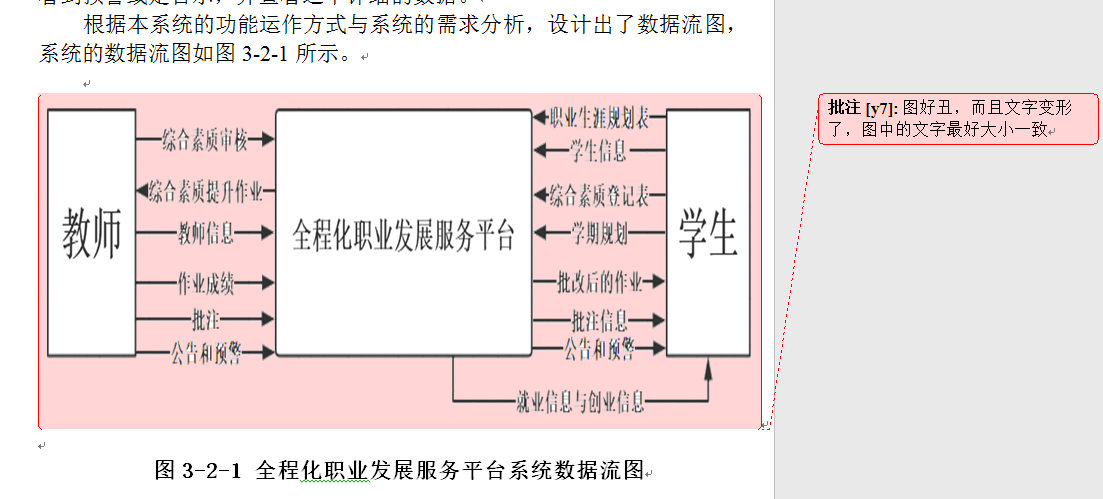 根据本系统的功能运作方式与系统的需求分析，设计出了数据流图，
系统的数据流图如图 3-2-1 所示。
批注 [y7]: 图好丑，而且文字变形
了，图中的文字最好大小一致
教师
综合素质审核
综合素质提升作业
教师信息
作业成绩
批注
公告和预警
全程化职业发展服务平台
职业生涯规划表
学生信息
综合素质登记表
学期规划
批改后的作业
批注信息
公告和预警
学生
就业信息与创业信息
图 3-2-1 全程化职业发展服务平台系统数据流图